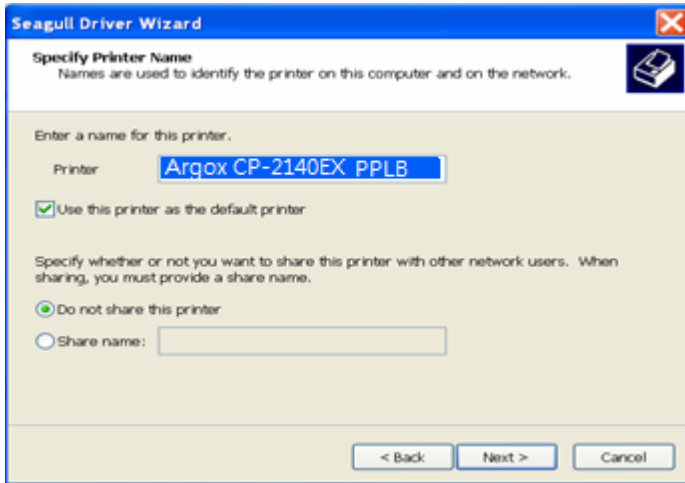 Seagull Driver Wizard
Specify Printer Name
Names are used to identify the printer on this computer and on the network.
Enter a name for this printer.
Printer Argox CP-2140EX PPLB
Use this printer as the default printer
Specify whether or not you want to share this printer with other network users. When
sharing, you must provide a share name.
Do not share this printer
Share name:
< Back Next > Cancel